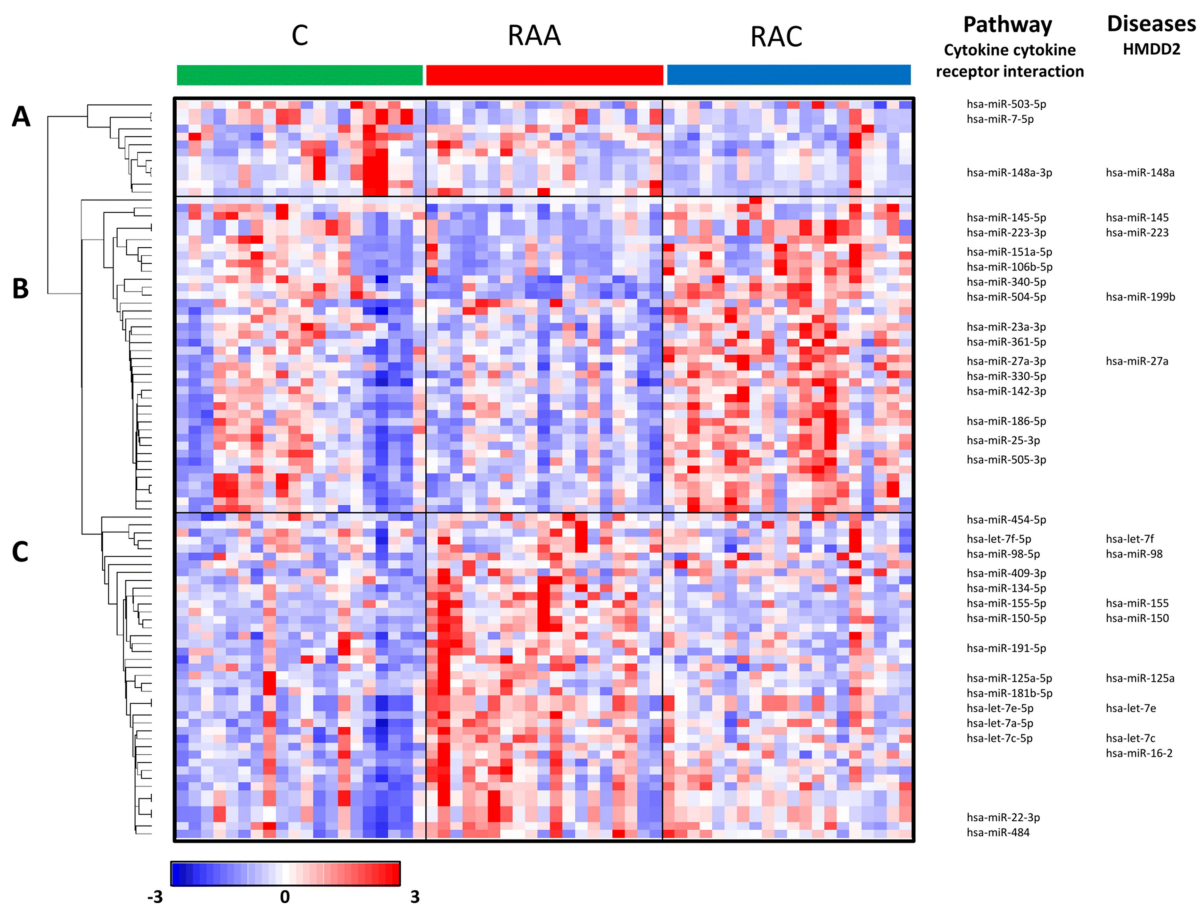 C RAA RAC Pathway Diseases
Cytokine cytokine HMDD2
receptor interaction
A
hsa-miR-503-5p
hsa-miR-7-5p
hsa-miR-148a-3p hsa-miR-148a
B
hsa-miR-145-5p hsa-miR-145
hsa-miR-223-3p hsa-miR-223
hsa-miR-151a-5p
hsa-miR-106b-5p
hsa-miR-340-5p
hsa-miR-504-5p hsa-miR-199b
hsa-miR-23a-3p
hsa-miR-361-5p
hsa-miR-27a-3p hsa-miR-27a
hsa-miR-330-5p
hsa-miR-142-3p
hsa-miR-186-5p
hsa-miR-25-3p
hsa-miR-505-3p
C
hsa-miR-454-5p
hsa-let-7f-5p hsa-let-7f
hsa-miR-98-5p hsa-miR-98
hsa-miR-409-3p
hsa-miR-134-5p
hsa-miR-155-5p hsa-miR-155
hsa-miR-150-5p hsa-miR-150
hsa-miR-191-5p
hsa-miR-125a-5p hsa-miR-125a
hsa-miR-181b-5p
hsa-let-7e-5p hsa-let-7e
hsa-let-7a-5p
hsa-let-7c-5p hsa-let-7c
hsa-miR-16-2
hsa-miR-22-3p
hsa-miR-484
-3 0 3